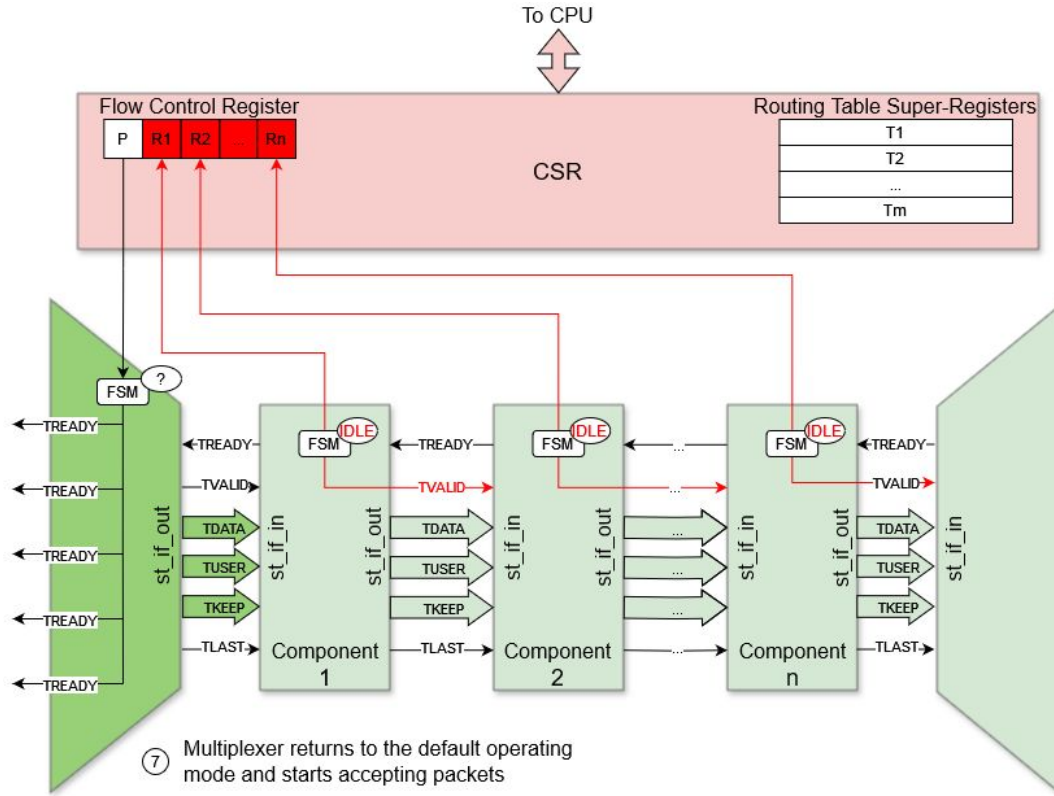 To CPU
Flow Control Register
P R1 R2 ... Rn
Routing Table Super-Registers
T1
T2
...
Tm
CSR
FSM ?
TREADY
TREADY
TREADY
TREADY
TREADY
st_if_out
TREADY
TVALID
TDATA
TUSER
TKEEP
TLAST
st_if_in
FSM IDLE
st_if_out
Component
1
TREADY
TVALID
TDATA
TUSER
TKEEP
TLAST
st_if_in
FSM IDLE
st_if_out
Component
2
...
...
...
...
...
...
st_if_in
FSM IDLE
st_if_out
Component
n
TREADY
TVALID
TDATA
TUSER
TKEEP
TLAST
st_if_in
7 Multiplexer returns to the default operating
mode and starts accepting packets